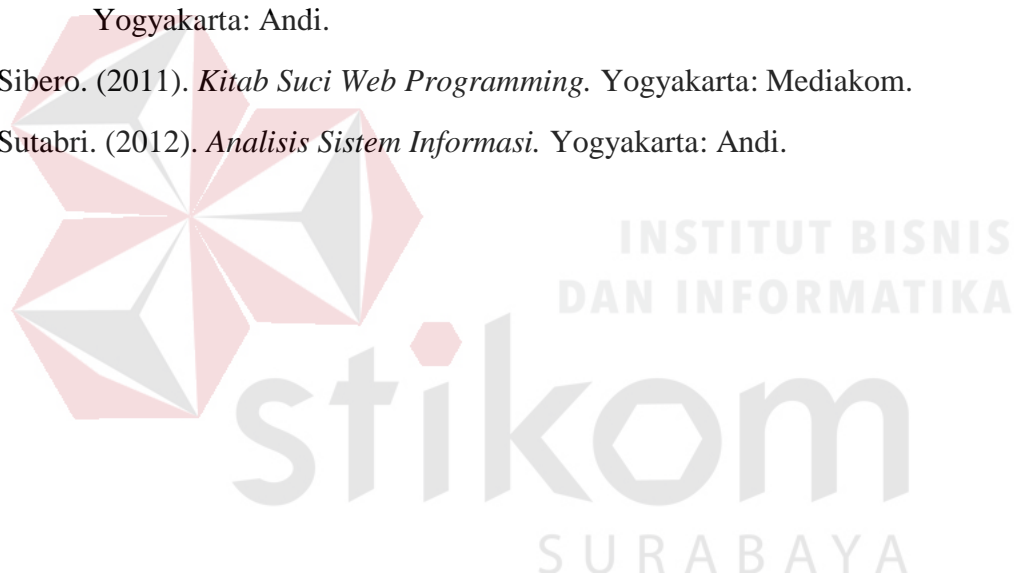 Yogyakarta: Andi.
Sibero. (2011). Kitab Suci Web Programming. Yogyakarta: Mediakom.
Sutabri. (2012). Analisis Sistem Informasi. Yogyakarta: Andi.
INSTITUT BISNIS
DAN INFORMATIKA
stikom
SURABAYA